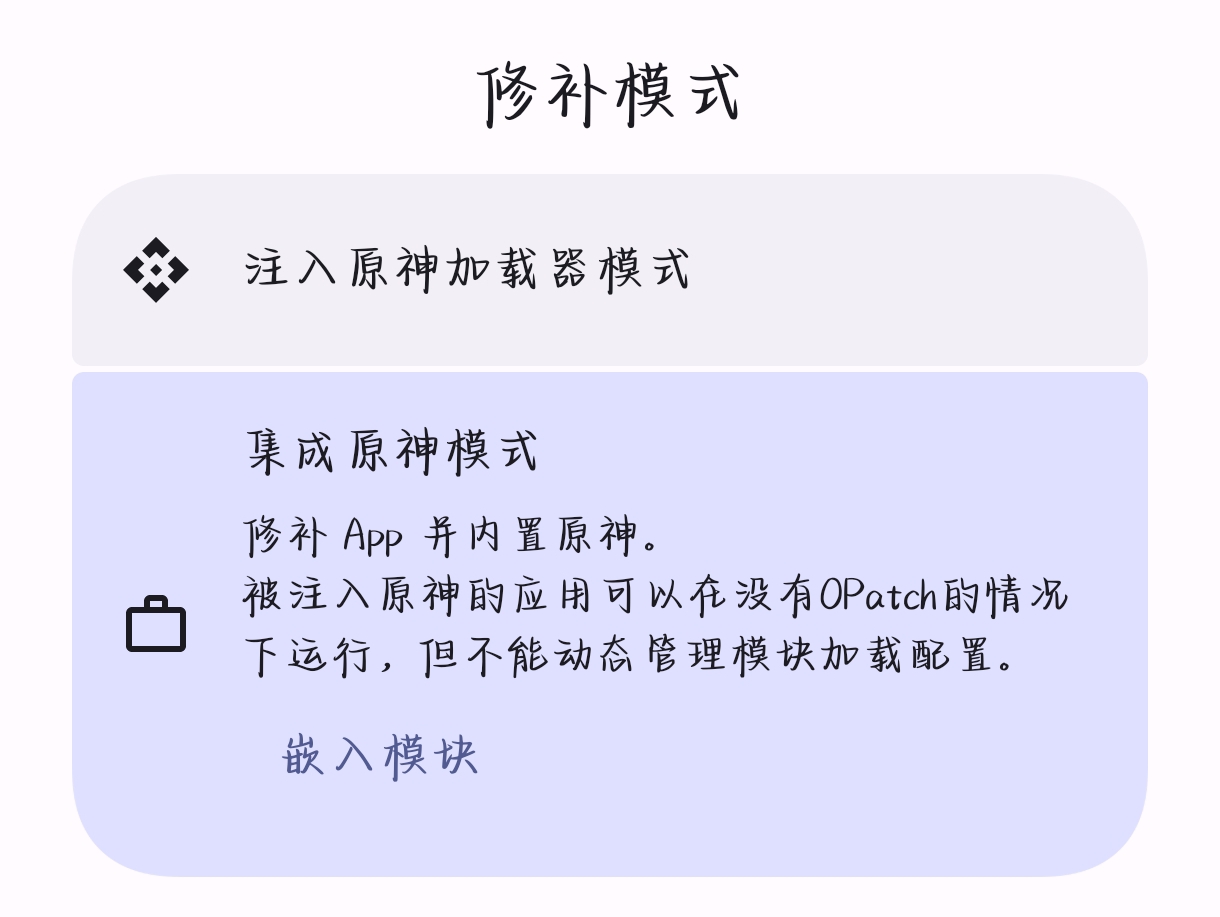 修补模式
注入原神加载器模式
集成原神模式
修补 App 并内置原神。
被注入原神的应用可以在没有OPatch的情况
下运行，但不能动态管理模块加载配置。
嵌入模块